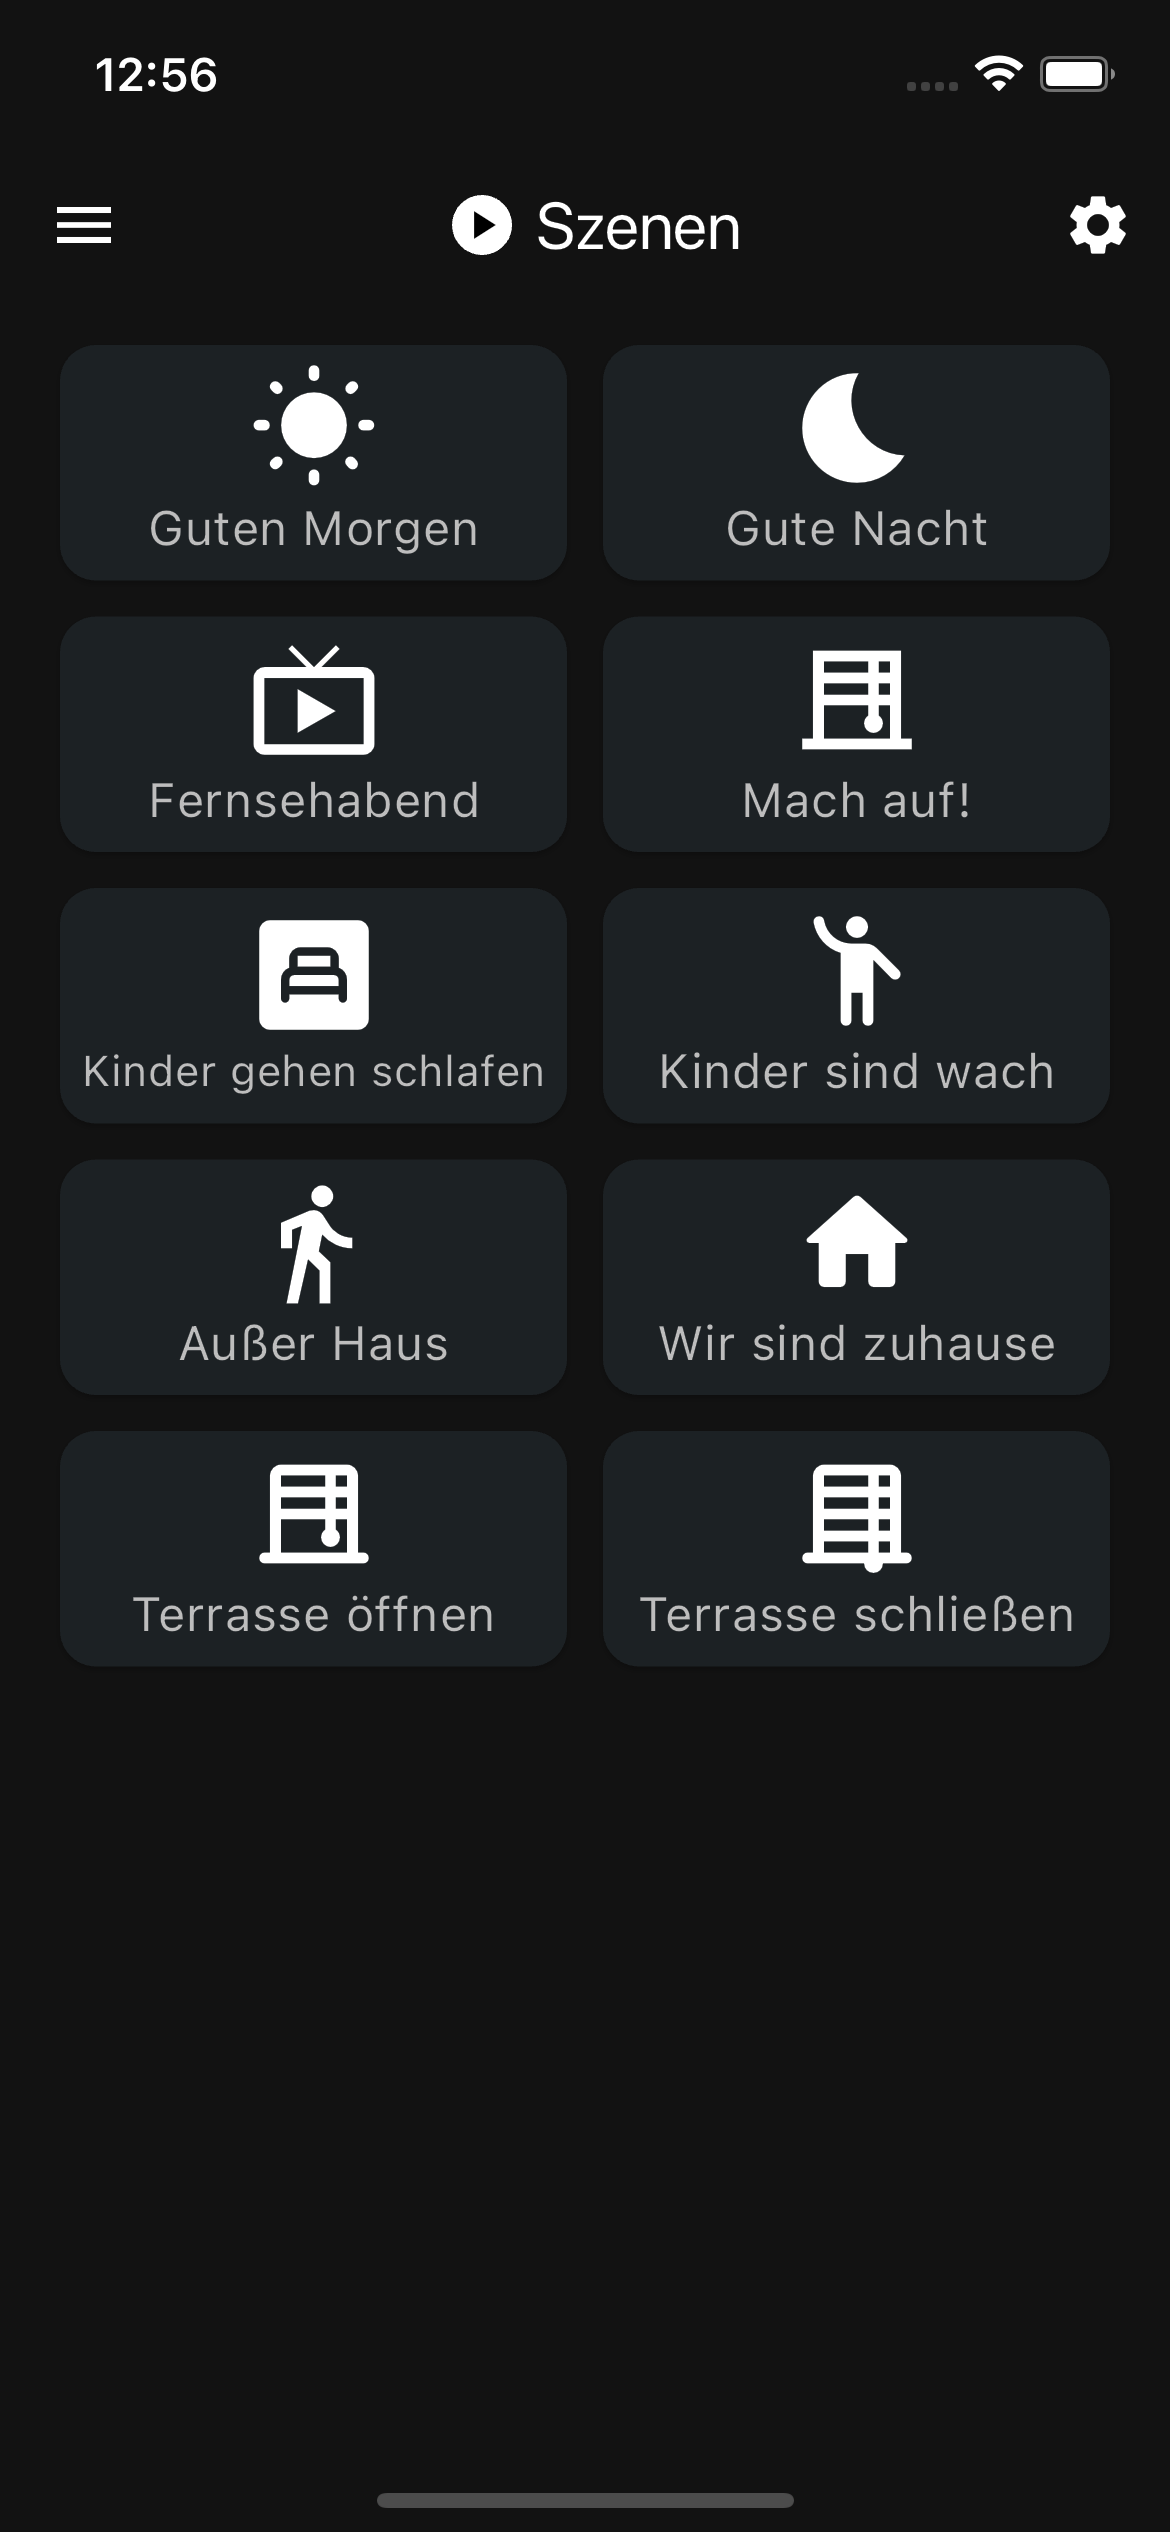 12:56
Szenen
Guten Morgen
Gute Nacht
Fernsehabend
Mach auf!
Kinder gehen schlafen
Kinder sind wach
Außer Haus
Wir sind zuhause
Terrasse öffnen
Terrasse schließen